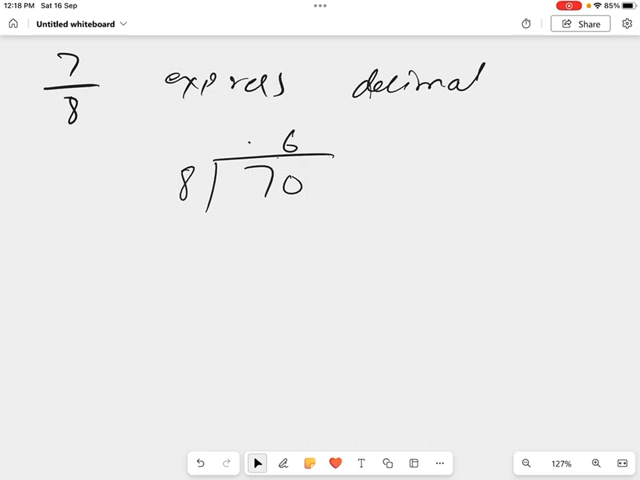 12:18 PM Sat 16 Sep
85%
Untitled whiteboard
Share
7
8
express decimal
. 6
8 70
T
127%